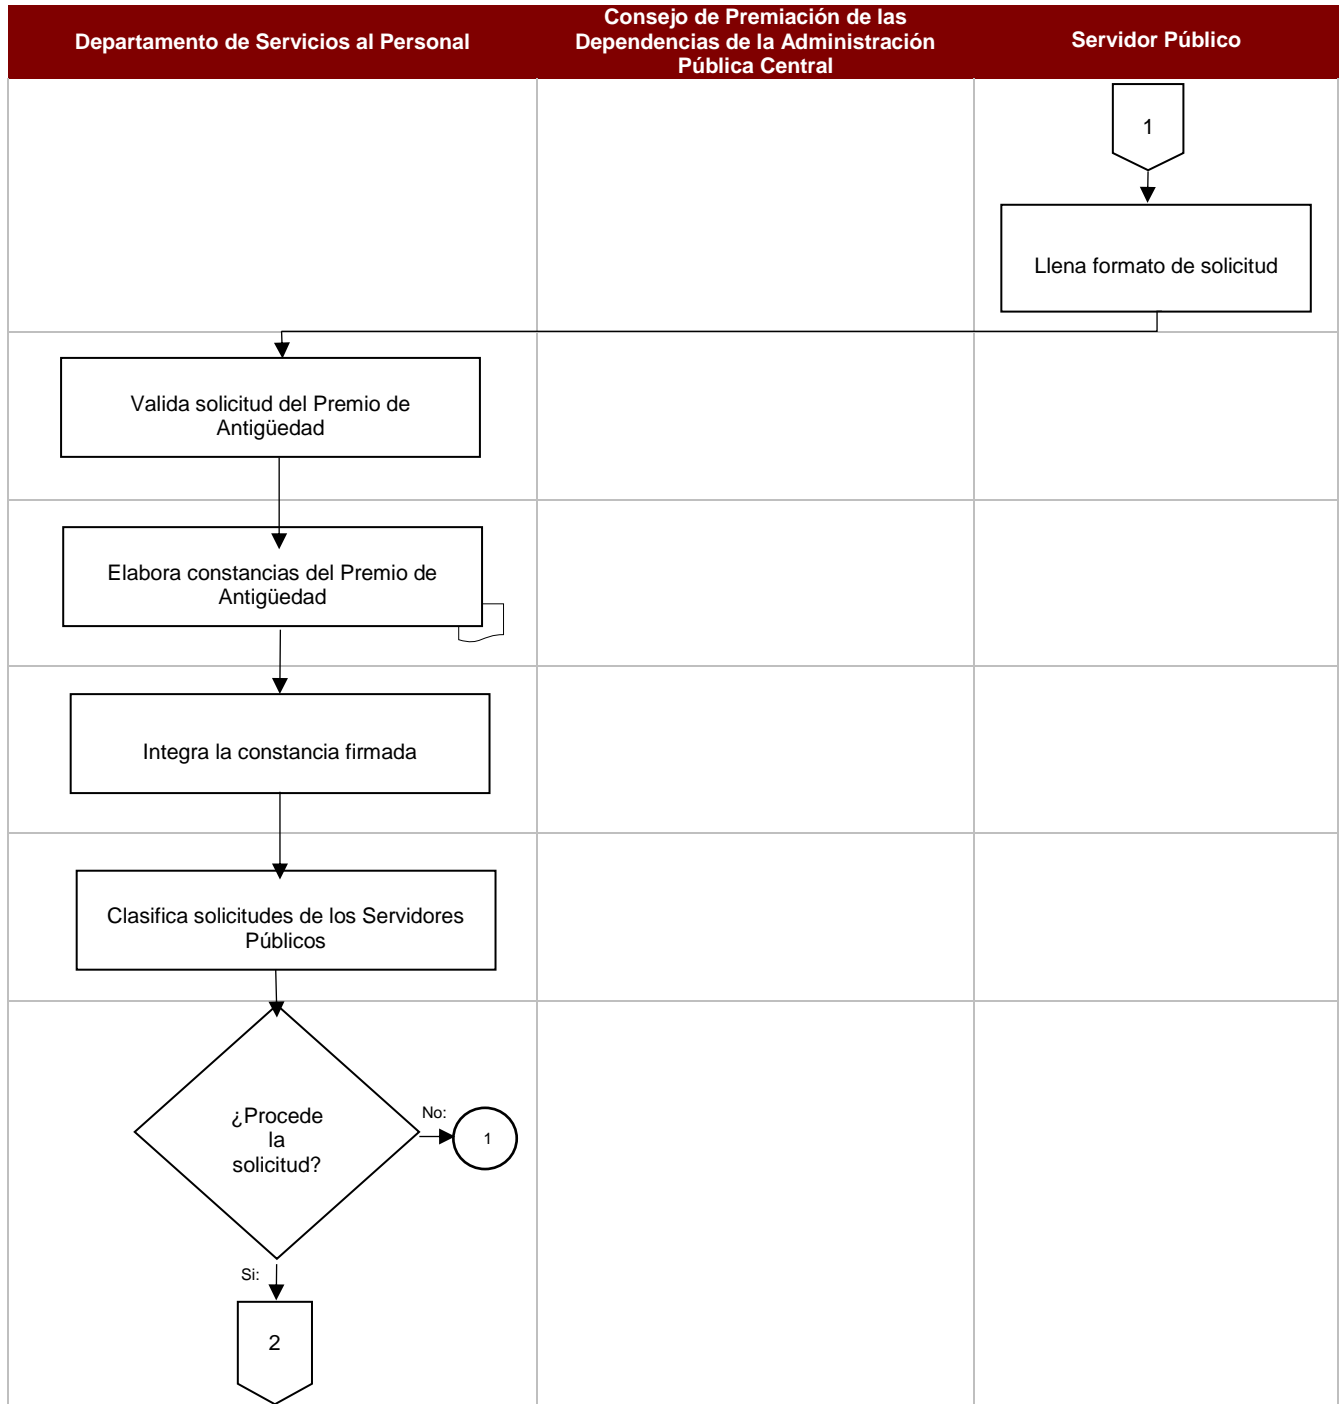 Departamento de Servicios al Personal
Consejo de Premiación de las
Dependencias de la Administración
Pública Central
Servidor Público
1
Llena formato de solicitud
Valida solicitud del Premio de
Antigüedad
Elabora constancias del Premio de
Antigüedad
Integra la constancia firmada
Clasifica solicitudes de los Servidores
Públicos
¿Procede
la
solicitud?
No:
1
Si:
2